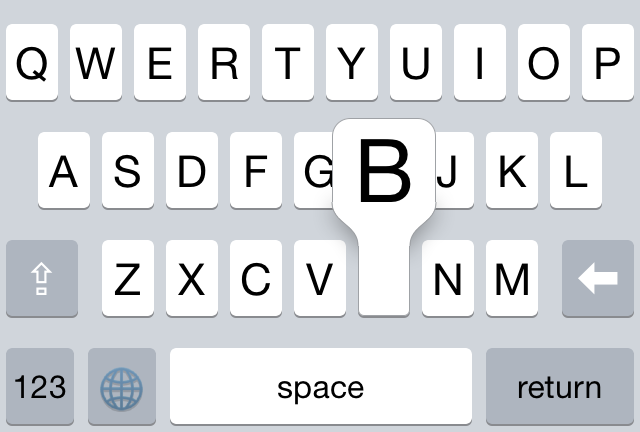 Q W E R T Y U I O P
A S D F G B J K L
Z X C V N M
123 space return